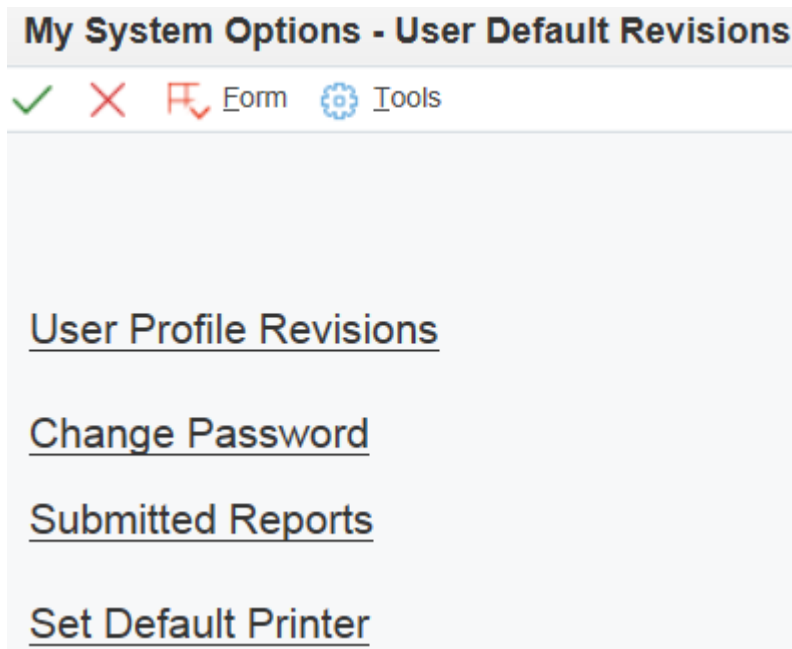 My System Options - User Default Revisions
Form Tools
User Profile Revisions
Change Password
Submitted Reports
Set Default Printer